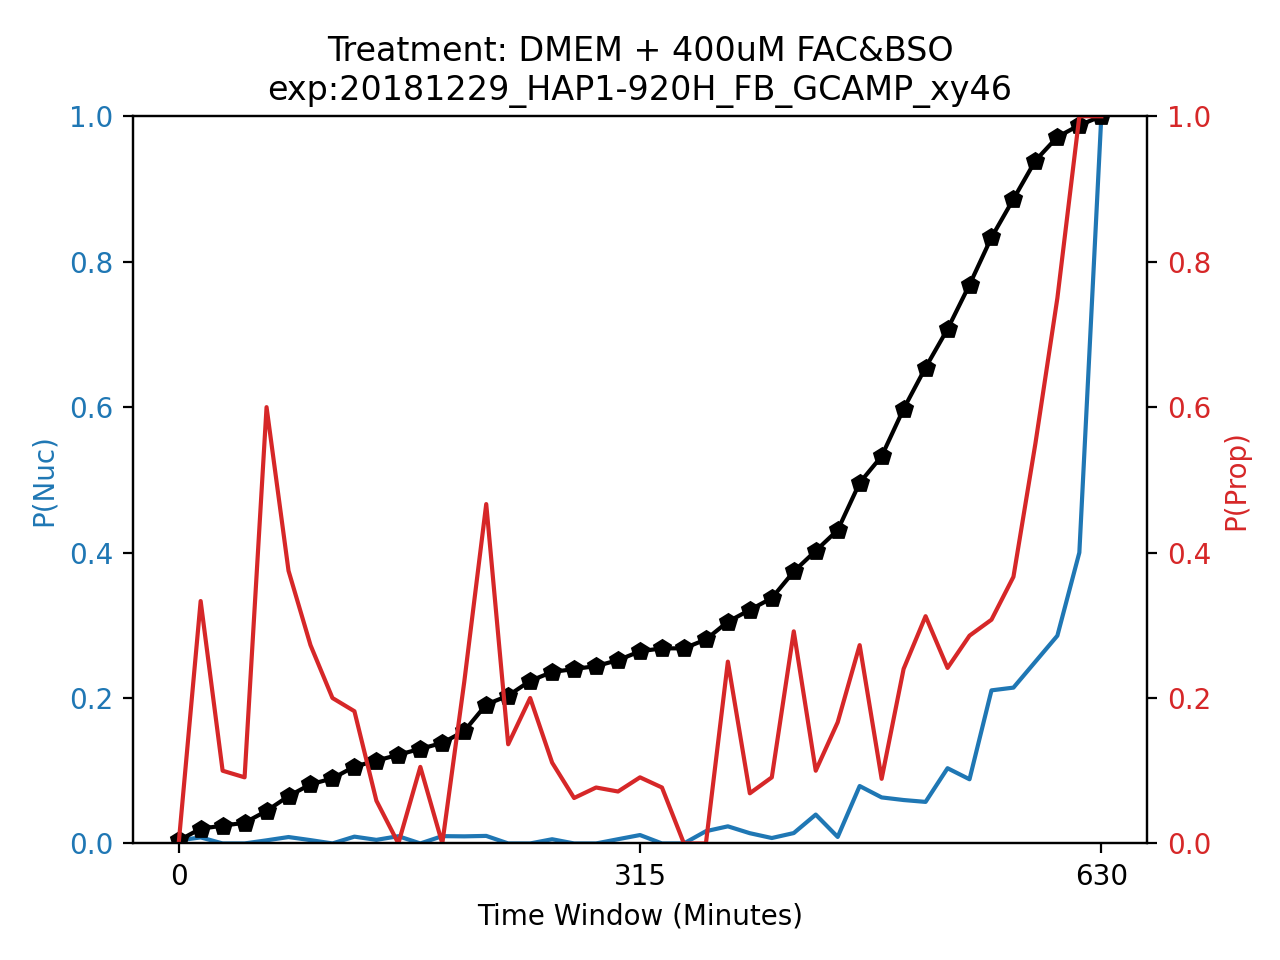 Treatment: DMEM + 400uM FAC&BSO
exp:20181229_HAP1-920H_FB_GCAMP_xy46
1.0
0.8
0.6
0.4
0.2
0.0
P(Nuc)
1.0
0.8
0.6
0.4
0.2
0.0
P(Prop)
0 315 630
Time Window (Minutes)